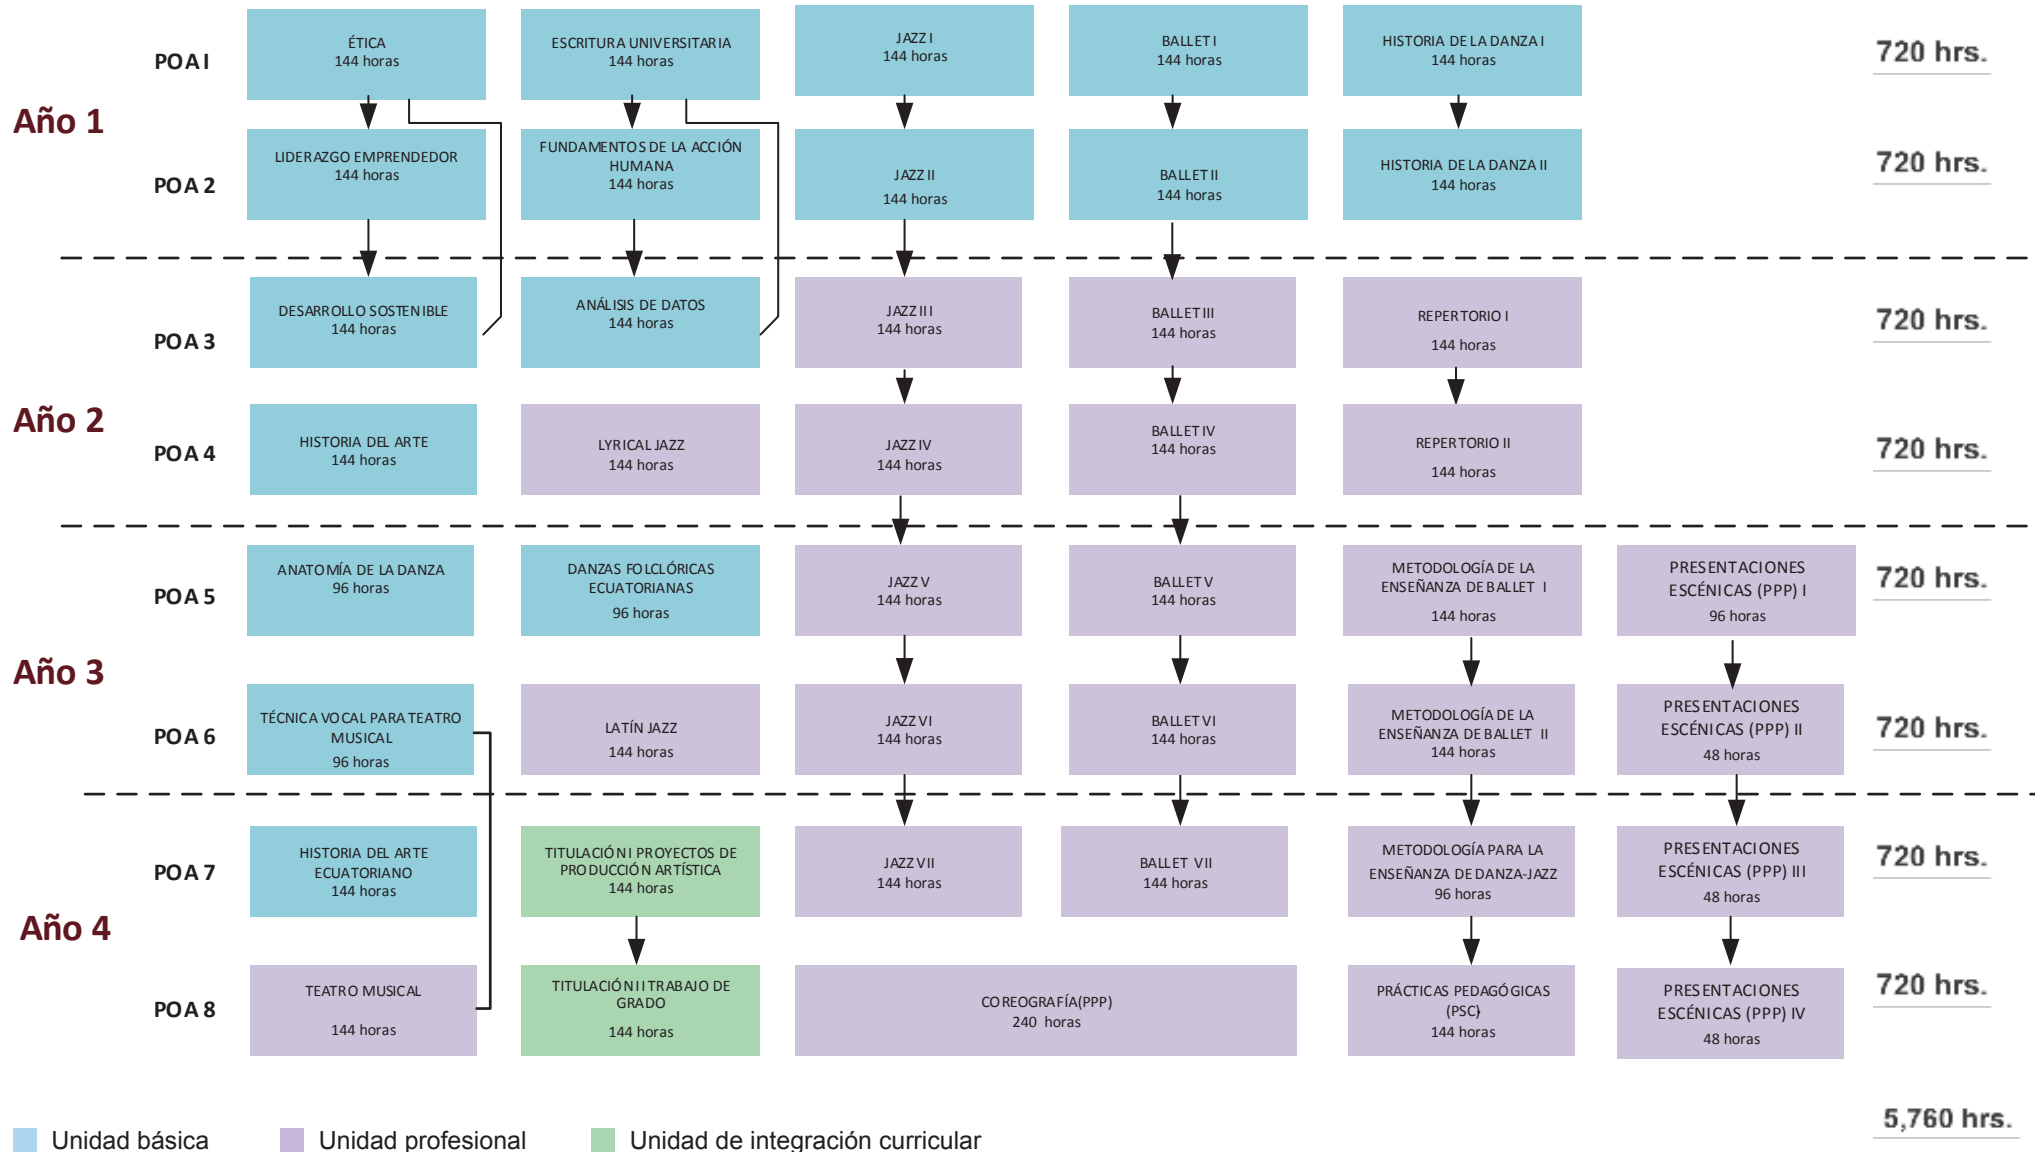 POA I
ÉTICA
144 horas
ESCRITURA UNIVERSITARIA
144 horas
JAZZ I
144 horas
BALLET I
144 horas
HISTORIA DE LA DANZA I
144 horas
720 hrs.
Año 1
POA 2
LIDERAZGO EMPRENDEDOR
144 horas
FUNDAMENTOS DE LA ACCIÓN
HUMANA
144 horas
JAZZ II
144 horas
BALLET II
144 horas
HISTORIA DE LA DANZA II
144 horas
720 hrs.
POA 3
DESARROLLO SOSTENIBLE
144 horas
ANÁLISIS DE DATOS
144 horas
JAZZ III
144 horas
BALLET III
144 horas
REPERTORIO I
144 horas
720 hrs.
Año 2
POA 4
HISTORIA DEL ARTE
144 horas
LYRICAL JAZZ
144 horas
JAZZ IV
144 horas
BALLET IV
144 horas
REPERTORIO II
144 horas
720 hrs.
POA 5
ANATOMÍA DE LA DANZA
96 horas
DANZAS FOLCLÓRICAS
ECUATORIANAS
96 horas
JAZZ V
144 horas
BALLET V
144 horas
METODOLOGÍA DE LA
ENSEÑANZA DE BALLET I
144 horas
PRESENTACIONES
ESCÉNICAS (PPP) I
96 horas
720 hrs.
Año 3
POA 6
TÉCNICA VOCAL PARA TEATRO
MUSICAL
96 horas
LATÍN JAZZ
144 horas
JAZZ VI
144 horas
BALLET VI
144 horas
METODOLOGÍA DE LA
ENSEÑANZA DE BALLET II
144 horas
PRESENTACIONES
ESCÉNICAS (PPP) II
48 horas
720 hrs.
POA 7
HISTORIA DEL ARTE
ECUATORIANO
144 horas
TITULACIÓN I PROYECTOS DE
PRODUCCIÓN ARTÍSTICA
144 horas
JAZZ VII
144 horas
BALLET VII
144 horas
METODOLOGÍA PARA LA
ENSEÑANZA DE DANZA-JAZZ
96 horas
PRESENTACIONES
ESCÉNICAS (PPP) III
48 horas
720 hrs.
Año 4
POA 8
TEATRO MUSICAL
144 horas
TITULACIÓN II TRABAJO DE
GRADO
144 horas
COREOGRAFÍA(PPP)
240 horas
PRÁCTICAS PEDAGÓGICAS
(PSC)
144 horas
PRESENTACIONES
ESCÉNICAS (PPP) IV
48 horas
720 hrs.
5,760 hrs.
Unidad básica
Unidad profesional
Unidad de integración curricular